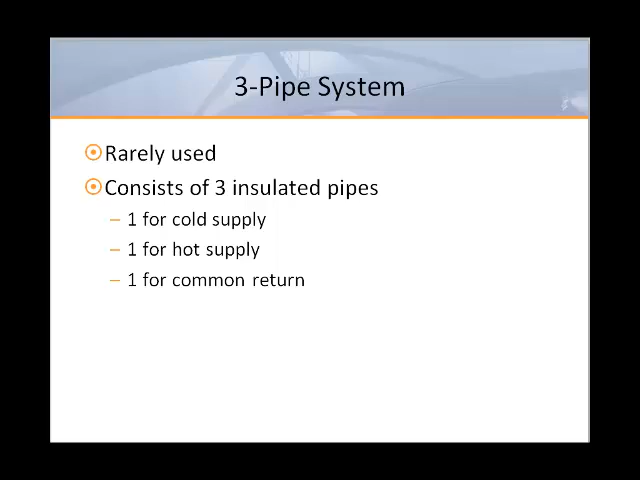 3-Pipe System
Rarely used
Consists of 3 insulated pipes
– 1 for cold supply
– 1 for hot supply
– 1 for common return